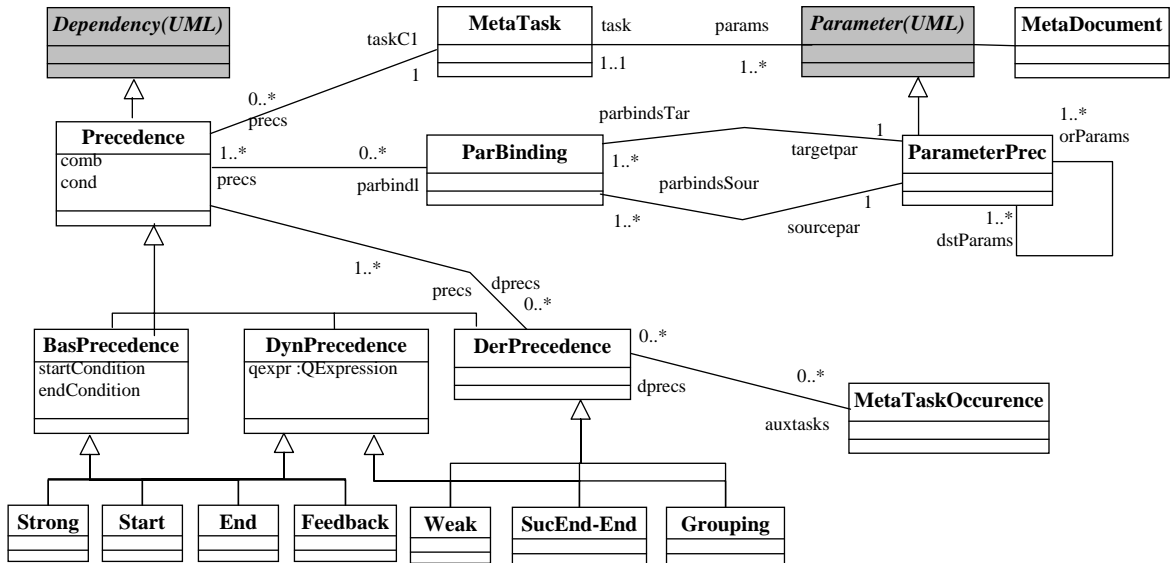 Dependency(UML)
MetaTask
Parameter(UML)
MetaDocument
taskC1
task
params
1
1..1
1..*
0..*
precs
Precedence
comb
cond
1..*
precs
0..*
parbindl
ParBinding
parbindsTar
1..*
1
targetpar
parbindsSour
1..*
1
sourcepar
ParameterPrec
1..*
orParams
1..*
dstParams
1..*
precs
dprecs
0..*
BasPrecedence
startCondition
endCondition
DynPrecedence
qexpr :QExpression
DerPrecedence
0..*
dprecs
0..*
auxtasks
MetaTaskOccurence
Strong
Start
End
Feedback
Weak
SucEnd-End
Grouping